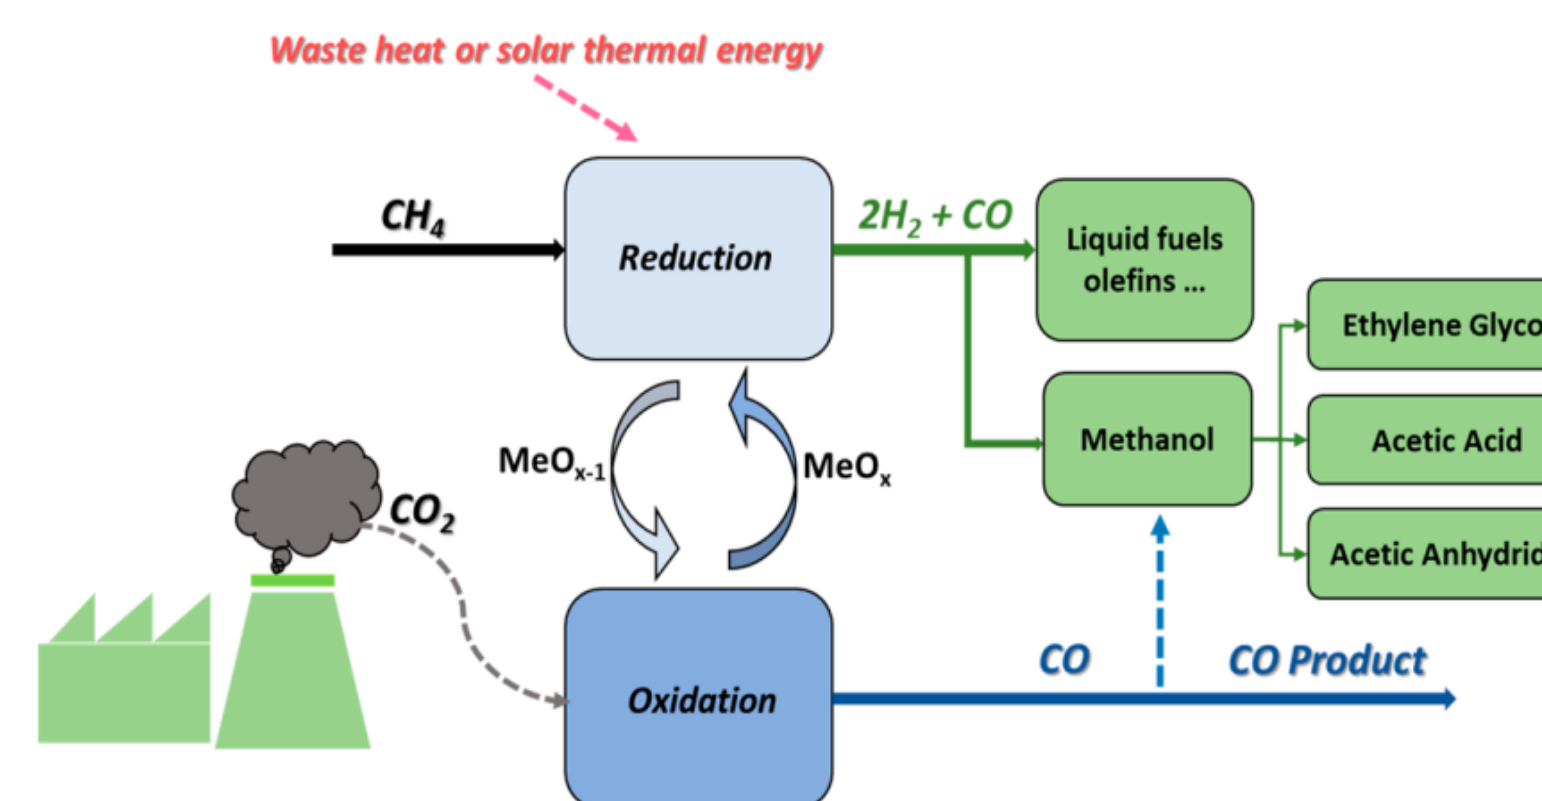 Waste heat or solar thermal energy
CH₄
2H₂ + CO
Reduction
Liquid fuels
olefins ...
Ethylene Glyco
Methanol
Acetic Acid
MeOₓ₋₁
MeOₓ
CO₂
Acetic Anhydrid
CO
CO Product
Oxidation